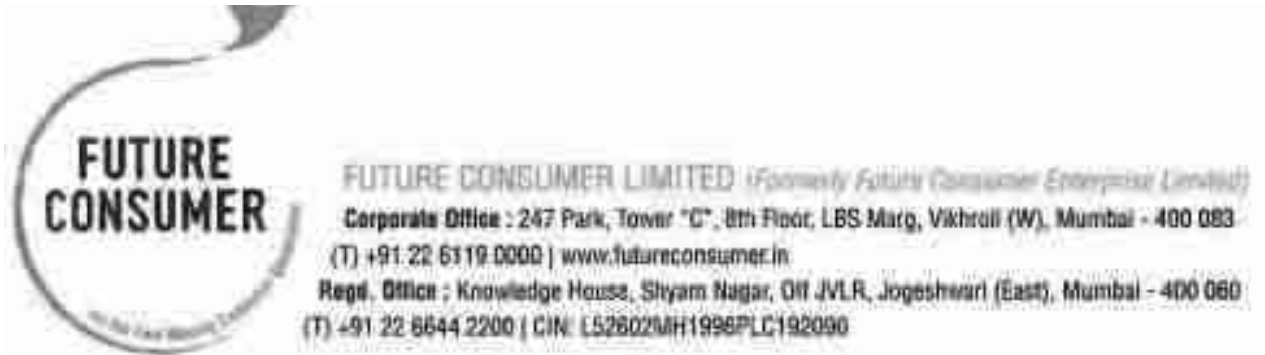 FUTURE
CONSUMER
FUTURE CONSUMER LIMITED (Formerly Future Consumer Enterprise Limited)
Corporate Office : 247 Park, Tower "C", 8th Floor, LBS Marg, Vikhroli (W), Mumbai - 400 083
(T) +91 22 6119 0000 | www.futureconsumer.in
Regd. Office : Knowledge House, Shyam Nagar, Off JVLR, Jogeshwari (East), Mumbai - 400 060
(T) +91 22 6644 2200 | CIN: L52602MH1996PLC192090